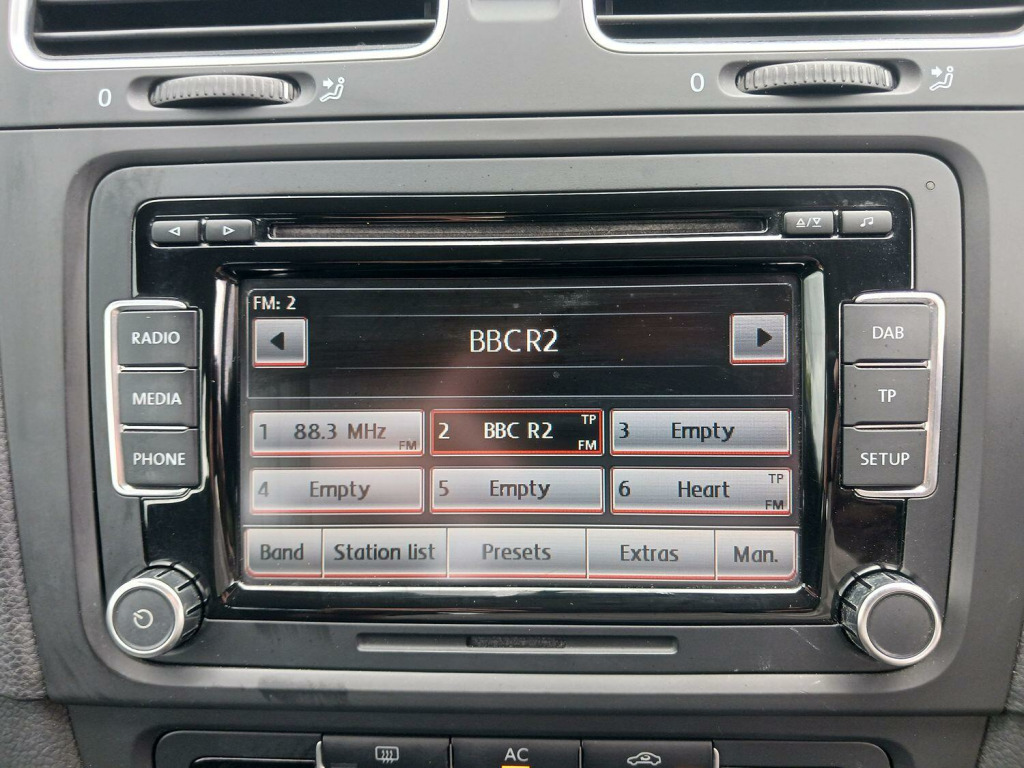 0
0
RADIO
MEDIA
PHONE
DAB
TP
SETUP
FM: 2
BBC R2
1 88.3 MHz FM
2 BBC R2 TP FM
3 Empty
4 Empty
5 Empty
6 Heart TP FM
Band Station list Presets Extras Man.
AC